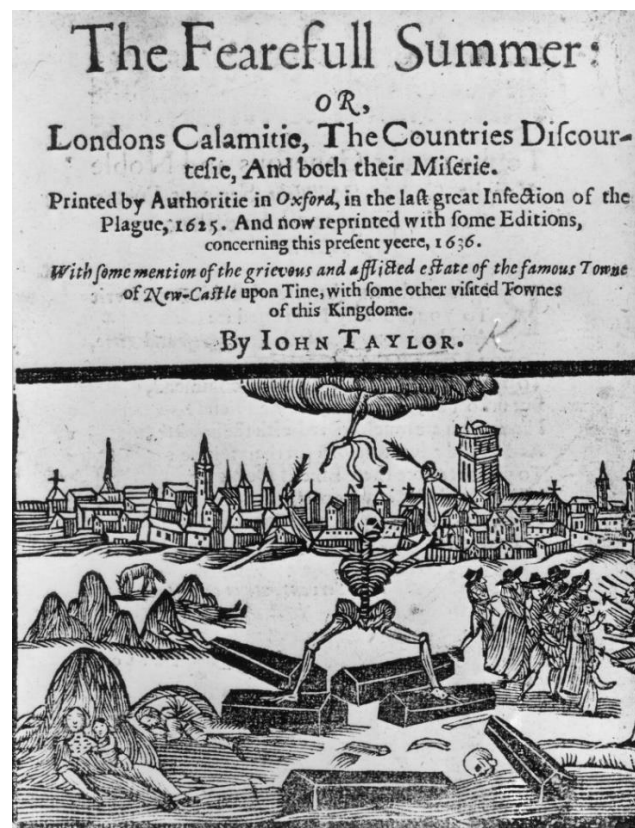 The Fearefull Summer:
OR,
Londons Calamitie, The Countries Discour-
tesie, And both their Miserie.
Printed by Authoritie in Oxford, in the last great Infection of the
Plague, 1625. And now reprinted with some Editions,
concerning this present yeere, 1636.
With some mention of the grievous and afflicted estate of the famous Towne
of New-Castle upon Tine, with some other visited Townes
of this Kingdome.
By IOHN TAYLOR.